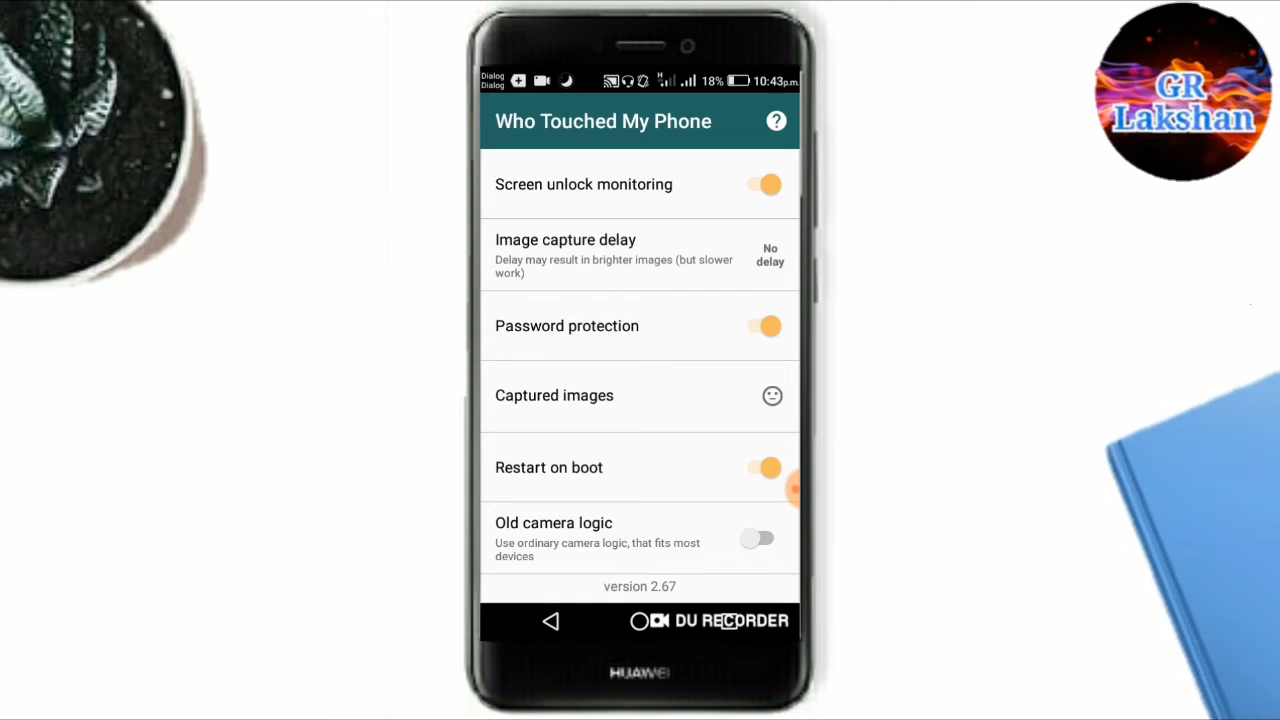 Dialog
Dialog
18% 10:43p.m.
Who Touched My Phone
Screen unlock monitoring
Image capture delay
Delay may result in brighter images (but slower
work)
No
delay
Password protection
Captured images
Restart on boot
Old camera logic
Use ordinary camera logic, that fits most
devices
version 2.67
DU RECORDER
HUAWEI
GR
Lakshan